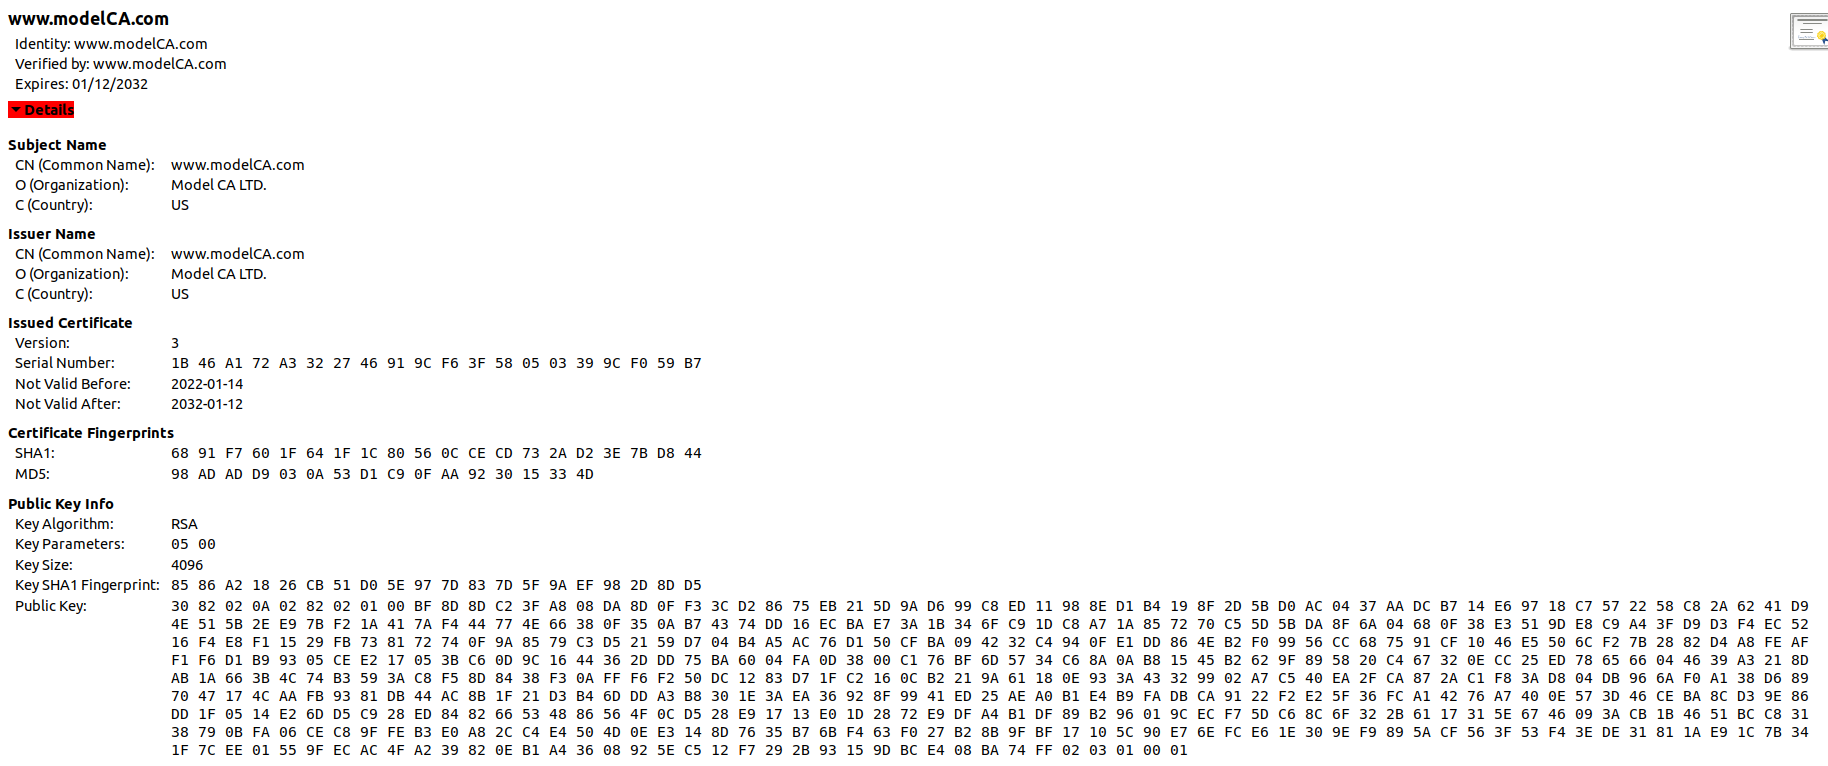 www.modelCA.com
Identity: www.modelCA.com
Verified by: www.modelCA.com
Expires: 01/12/2032
Details
Subject Name
CN (Common Name): www.modelCA.com
O (Organization): Model CA LTD.
C (Country): US
Issuer Name
CN (Common Name): www.modelCA.com
O (Organization): Model CA LTD.
C (Country): US
Issued Certificate
Version: 3
Serial Number: 1B 46 A1 72 A3 32 27 46 91 9C F6 3F 58 05 03 39 9C F0 59 B7
Not Valid Before: 2022-01-14
Not Valid After: 2032-01-12
Certificate Fingerprints
SHA1: 68 91 F7 60 1F 64 1F 1C 80 56 0C CE CD 73 2A D2 3E 7B D8 44
MD5: 98 AD AD D9 03 0A 53 D1 C9 0F AA 92 30 15 33 4D
Public Key Info
Key Algorithm: RSA
Key Parameters: 05 00
Key Size: 4096
Key SHA1 Fingerprint: 85 86 A2 18 26 CB 51 D0 5E 97 7D 83 7D 5F 9A EF 98 2D 8D D5
Public Key: 30 82 02 0A 02 82 02 01 00 BF 8D 8D C2 3F A8 08 DA 8D 0F F3 3C D2 86 75 EB 21 5D 9A D6 99 C8 ED 11 98 8E D1 B4 19 8F 2D 5B D0 AC 04 37 AA DC B7 14 E6 97 18 C7 57 22 58 C8 2A 62 41 D9
4E 51 5B 2E E9 7B F2 1A 41 7A F4 44 77 4E 66 38 0F 35 0A B7 43 74 DD 16 EC BA E7 3A 1B 34 6F C9 1D C8 A7 1A 85 72 70 C5 5D 5B DA 8F 6A 04 68 0F 38 E3 51 9D E8 C9 A4 3F D9 D3 F4 EC 52
16 F4 E8 F1 15 29 FB 73 81 72 74 0F 9A 85 79 C3 D5 21 59 D7 04 B4 A5 AC 76 D1 50 CF BA 09 42 32 C4 94 0F E1 DD 86 4E B2 F0 99 56 CC 68 75 91 CF 10 46 E5 50 6C F2 7B 28 82 D4 A8 FE AF
F1 F6 D1 B9 93 05 CE E2 17 05 3B C6 0D 9C 16 44 36 2D DD 75 BA 60 04 FA 0D 38 00 C1 76 BF 6D 57 34 C6 8A 0A B8 15 45 B2 62 9F 89 58 20 C4 67 32 0E CC 25 ED 78 65 66 04 46 39 A3 21 8D
AB 1A 66 3B 4C 74 B3 59 3A C8 F5 8D 84 38 F3 0A FF F6 F2 50 DC 12 83 D7 1F C2 16 0C B2 21 9A 61 18 0E 93 3A 43 32 99 02 A7 C5 40 EA 2F CA 87 2A C1 F8 3A D8 04 DB 96 6A F0 A1 38 D6 89
70 47 17 4C AA FB 93 81 DB 44 AC 8B 1F 21 D3 B4 6D DD A3 B8 30 1E 3A EA 36 92 8F 99 41 ED 25 AE A0 B1 E4 B9 FA DB CA 91 22 F2 E2 5F 36 FC A1 42 76 A7 40 0E 57 3D 46 CE BA 8C D3 9E 86
DD 1F 05 14 E2 6D D5 C9 28 ED 84 82 66 53 48 86 56 4F 0C D5 28 E9 17 13 E0 1D 28 72 E9 DF A4 B1 DF 89 B2 96 01 9C EC F7 5D C6 8C 6F 32 2B 61 17 31 5E 67 46 09 3A CB 1B 46 51 BC C8 31
38 79 0B FA 06 CE C8 9F FE B3 E0 A8 2C C4 E4 50 4D 0E E3 14 8D 76 35 B7 6B F4 63 F0 27 B2 8B 9F BF 17 10 5C 90 E7 6E FC E6 1E 30 9E F9 89 5A CF 56 3F 53 F4 3E DE 31 81 1A E9 1C 7B 34
1F 7C EE 01 55 9F EC AC 4F A2 39 82 0E B1 A4 36 08 92 5E C5 12 F7 29 2B 93 15 9D BC E4 08 BA 74 FF 02 03 01 00 01